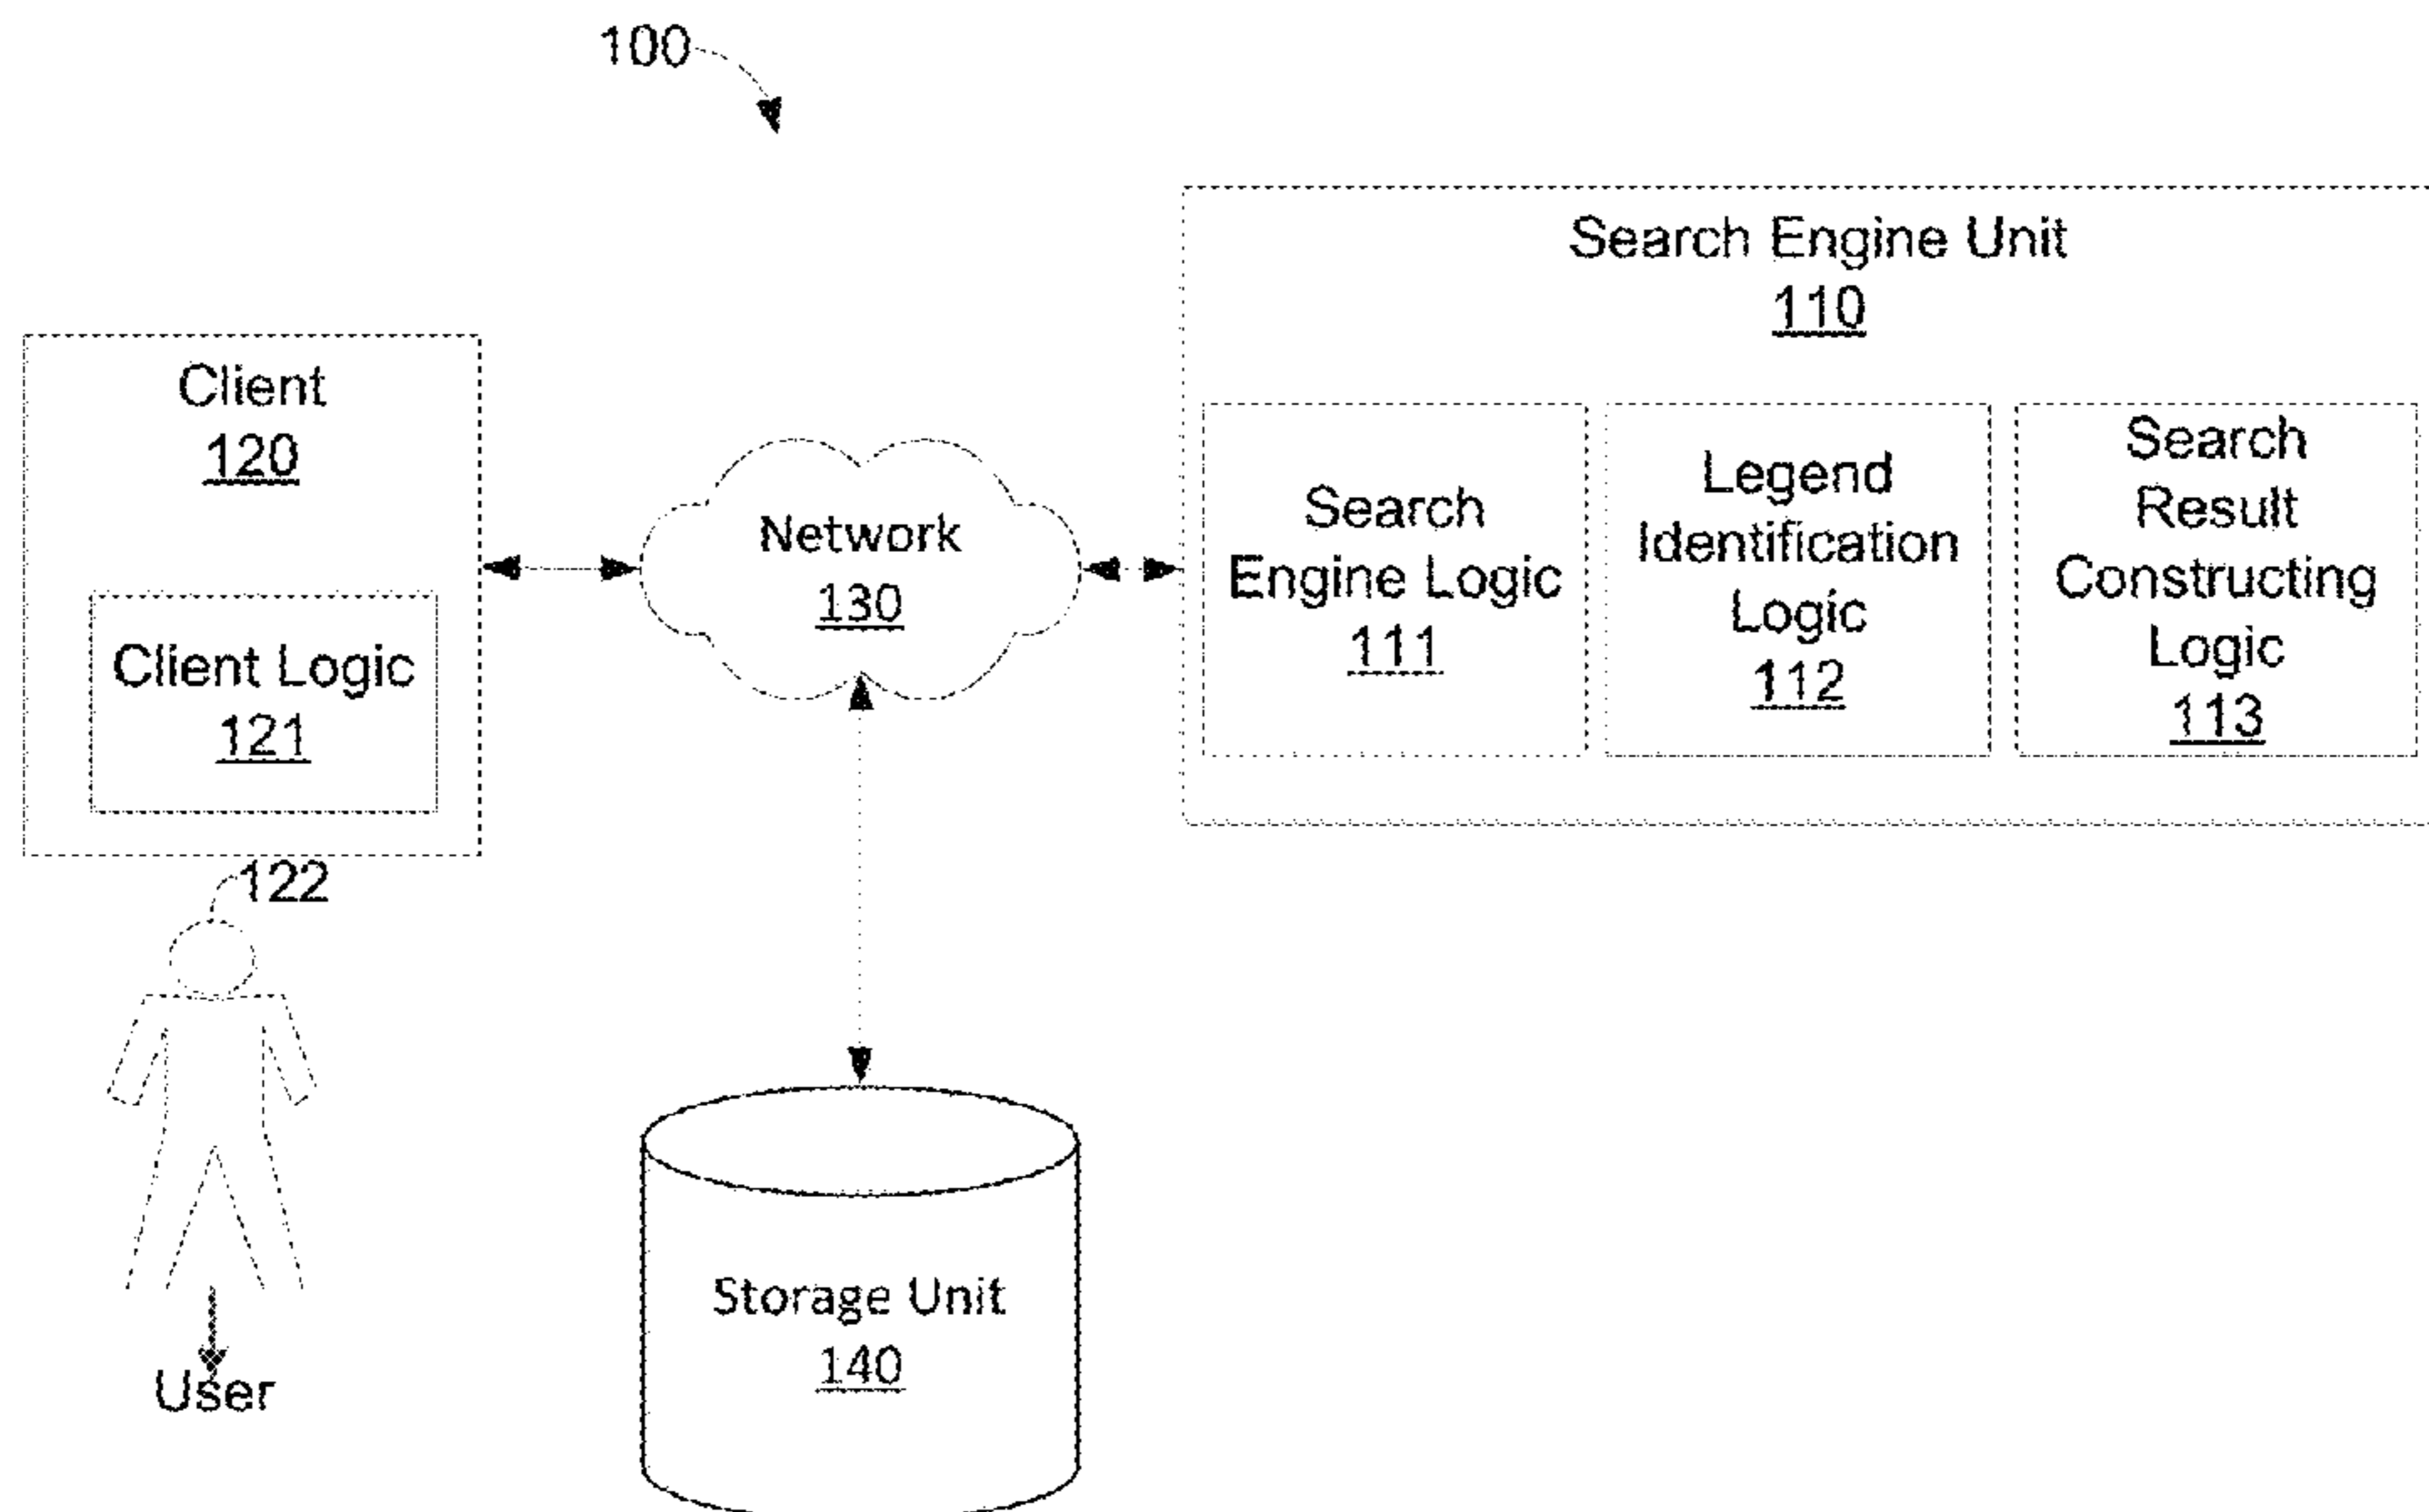 100
Search Engine Unit
110
Client
120
Client Logic
121
Network
130
Search
Engine Logic
111
Legend
Identification
Logic
112
Search
Result
Constructing
Logic
113
122
User
Storage Unit
140